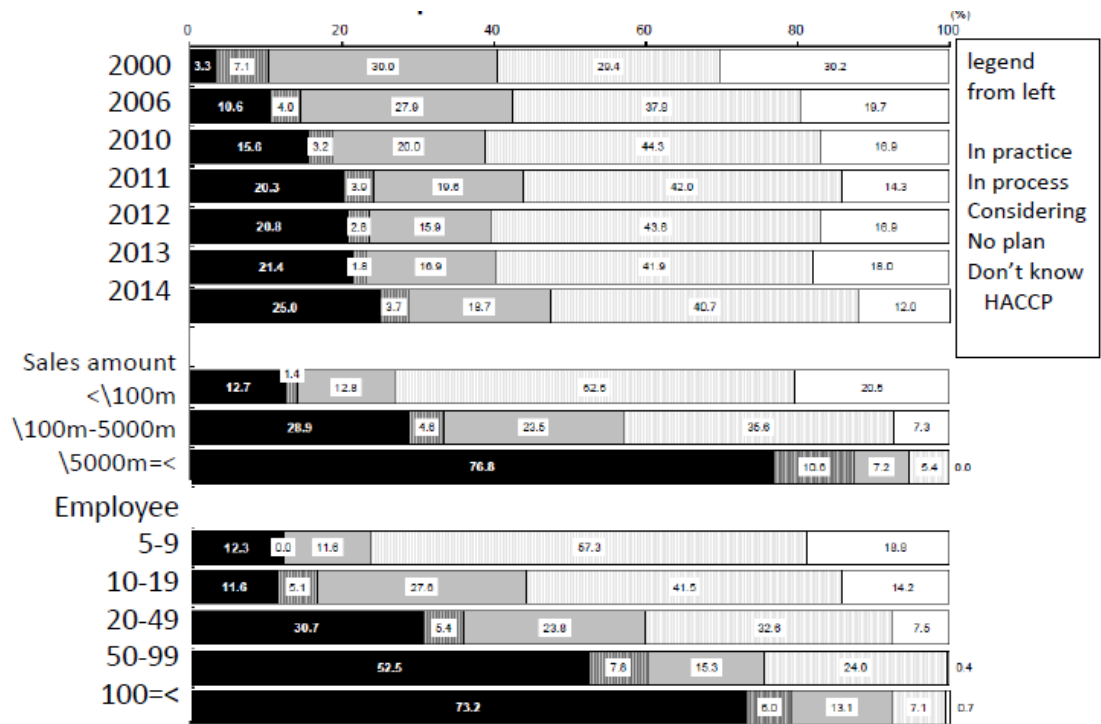 (%)
0 20 40 60 80 100
2000 3.3 7.1 30.0 29.4 30.2
2006 10.6 4.0 27.9 37.8 19.7
2010 15.6 3.2 20.0 44.3 16.9
2011 20.3 3.9 19.6 42.0 14.3
2012 20.8 2.8 15.9 43.6 16.9
2013 21.4 1.8 16.9 41.9 18.0
2014 25.0 3.7 18.7 40.7 12.0
Sales amount
<\100m 12.7 1.4 12.8 52.6 20.5
\100m-5000m 28.9 4.6 23.5 35.6 7.3
\5000m=< 76.8 10.6 7.2 5.4 0.0
Employee
5-9 12.3 0.0 11.6 57.3 18.8
10-19 11.6 5.1 27.6 41.5 14.2
20-49 30.7 5.4 23.8 32.6 7.5
50-99 52.5 7.8 15.3 24.0 0.4
100=< 73.2 6.0 13.1 7.1 0.7
legend
from left
In practice
In process
Considering
No plan
Don't know
HACCP